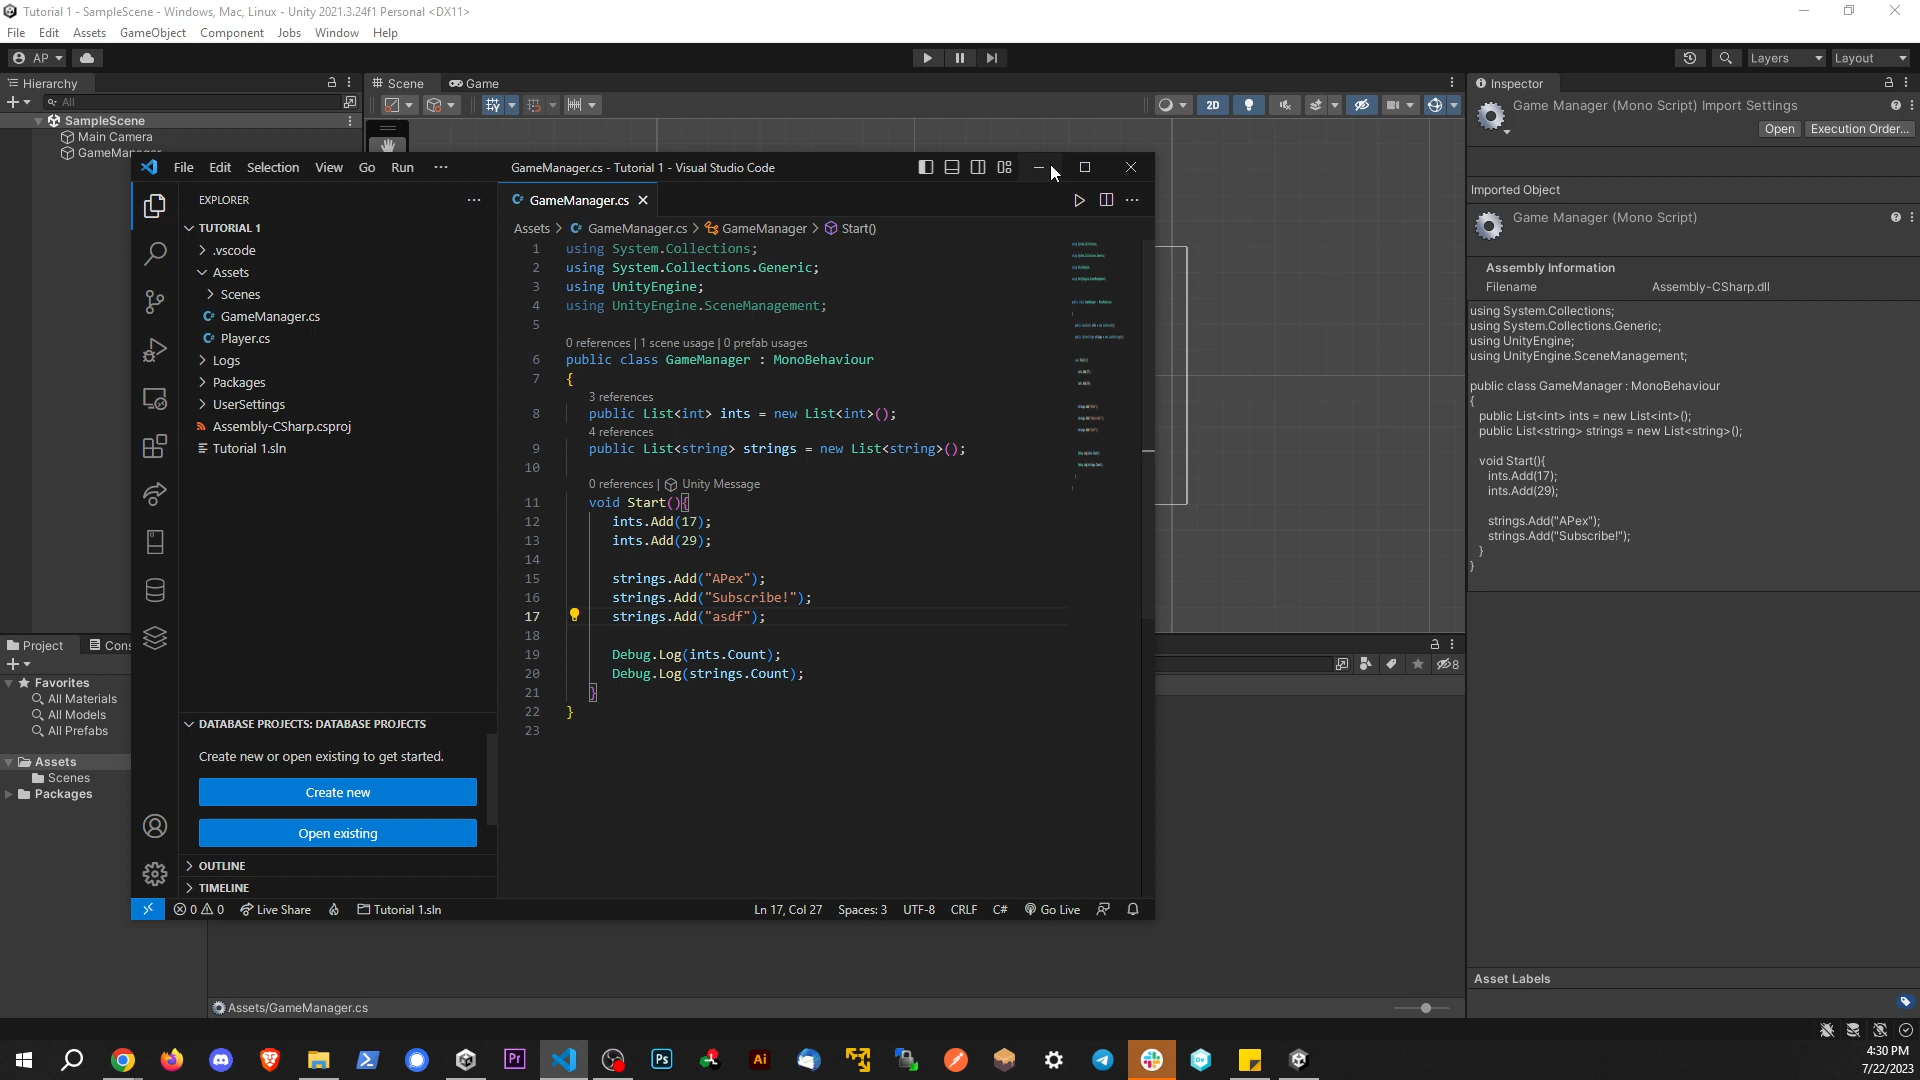 Tutorial 1 - SampleScene - Windows, Mac, Linux - Unity 2021.3.24f1 Personal <DX11>
File Edit Assets GameObject Component Jobs Window Help
AP Layers Layout
Hierarchy Scene Game Inspector
All
SampleScene
Main Camera
GameManager
2D
Game Manager (Mono Script) Import Settings
Open Execution Order...
Imported Object
Game Manager (Mono Script)
Assembly Information
Filename Assembly-CSharp.dll
using System.Collections;
using System.Collections.Generic;
using UnityEngine;
using UnityEngine.SceneManagement;
public class GameManager : MonoBehaviour
{
public List<int> ints = new List<int>();
public List<string> strings = new List<string>();
void Start(){
ints.Add(17);
ints.Add(29);
strings.Add("APex");
strings.Add("Subscribe!");
}
}
Asset Labels
File Edit Selection View Go Run ··· GameManager.cs - Tutorial 1 - Visual Studio Code
EXPLORER
TUTORIAL 1
.vscode
Assets
Scenes
GameManager.cs
Player.cs
Logs
Packages
UserSettings
Assembly-CSharp.csproj
Tutorial 1.sln
DATABASE PROJECTS: DATABASE PROJECTS
Create new or open existing to get started.
Create new
Open existing
OUTLINE
TIMELINE
GameManager.cs
Assets > GameManager.cs > GameManager > Start()
1 using System.Collections;
2 using System.Collections.Generic;
3 using UnityEngine;
4 using UnityEngine.SceneManagement;
5
0 references | 1 scene usage | 0 prefab usages
6 public class GameManager : MonoBehaviour
7 {
3 references
8 public List<int> ints = new List<int>();
4 references
9 public List<string> strings = new List<string>();
10
0 references | Unity Message
11 void Start(){
12 ints.Add(17);
13 ints.Add(29);
14
15 strings.Add("APex");
16 strings.Add("Subscribe!");
17 strings.Add("asdf");
18
19 Debug.Log(ints.Count);
20 Debug.Log(strings.Count);
21 }
22 }
23
0 0 Live Share Tutorial 1.sln Ln 17, Col 27 Spaces: 3 UTF-8 CRLF C# Go Live
Project Cons
8
Favorites
All Materials
All Models
All Prefabs
Assets
Scenes
Packages
Assets/GameManager.cs
Pr Ps Ai
4:30 PM
7/22/2023